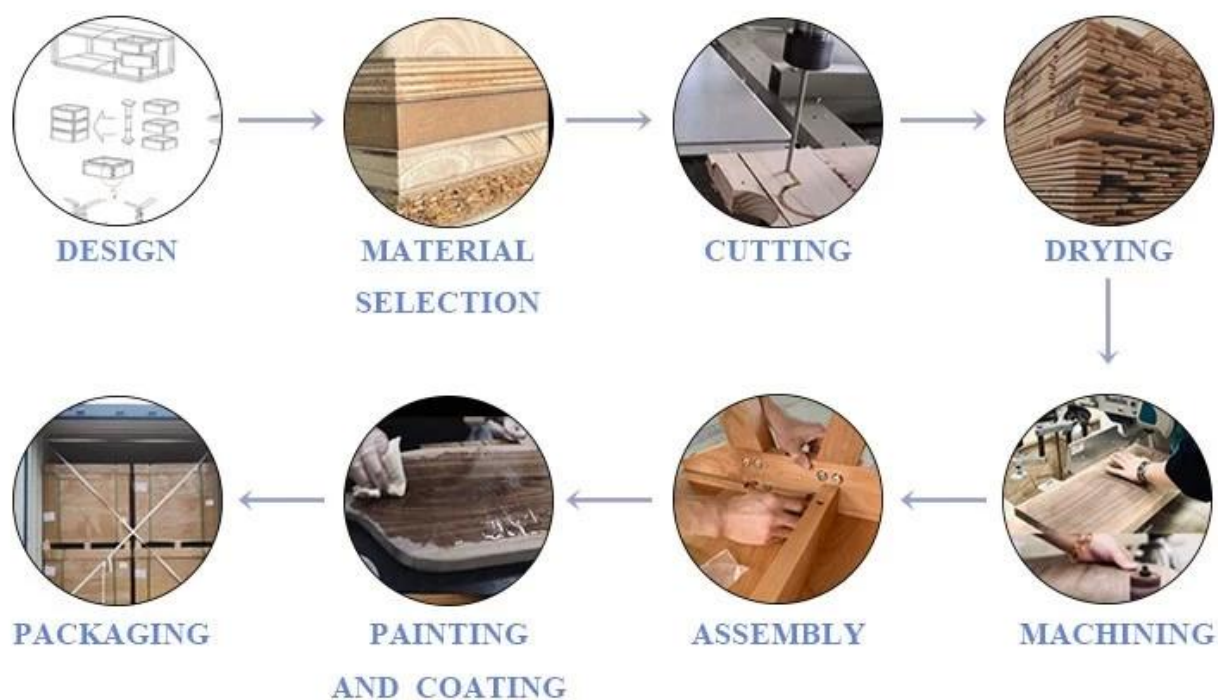 DESIGN
MATERIAL
SELECTION
CUTTING
DRYING
PACKAGING
PAINTING
AND COATING
ASSEMBLY
MACHINING